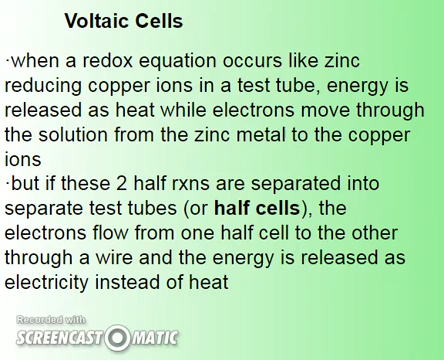 Voltaic Cells
·when a redox equation occurs like zinc
reducing copper ions in a test tube, energy is
released as heat while electrons move through
the solution from the zinc metal to the copper
ions
·but if these 2 half rxns are separated into
separate test tubes (or half cells), the
electrons flow from one half cell to the other
through a wire and the energy is released as
electricity instead of heat
Recorded with
SCREENCAST MATIC